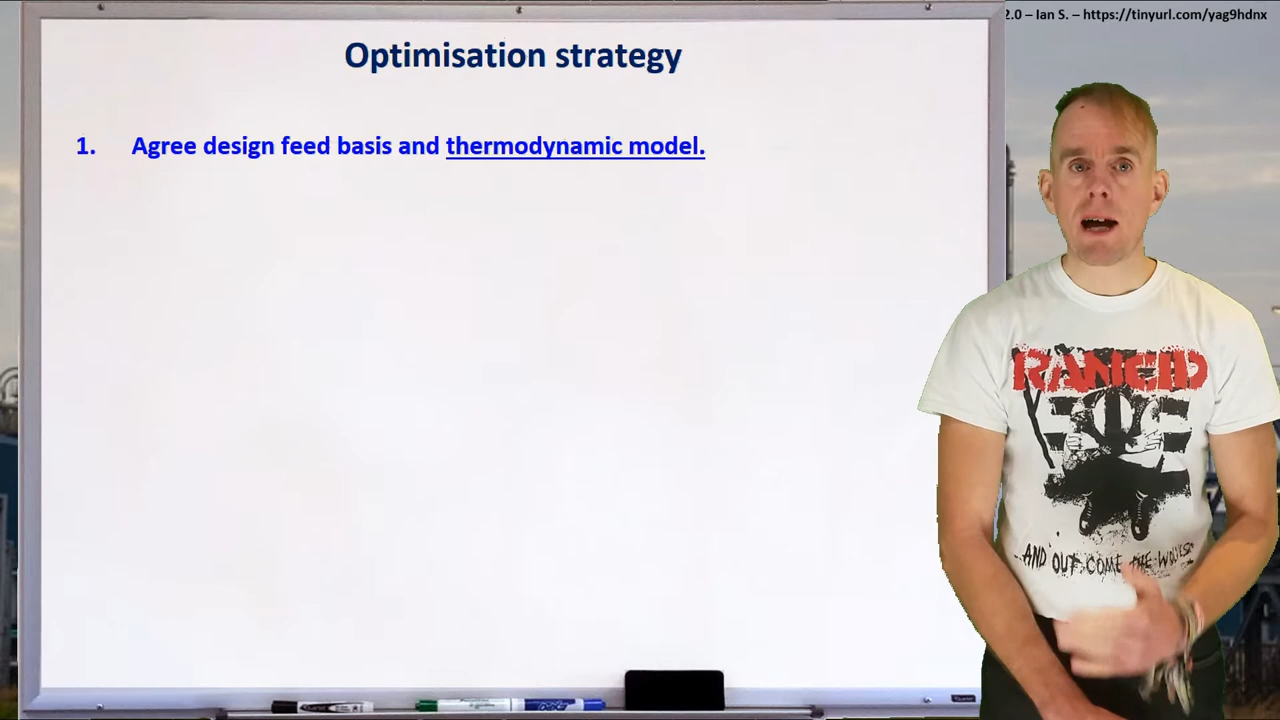 2.0 – Ian S. – https://tinyurl.com/yag9hdnx
Optimisation strategy
1. Agree design feed basis and thermodynamic model.
RANCID
...AND OUT COME THE WOLVES